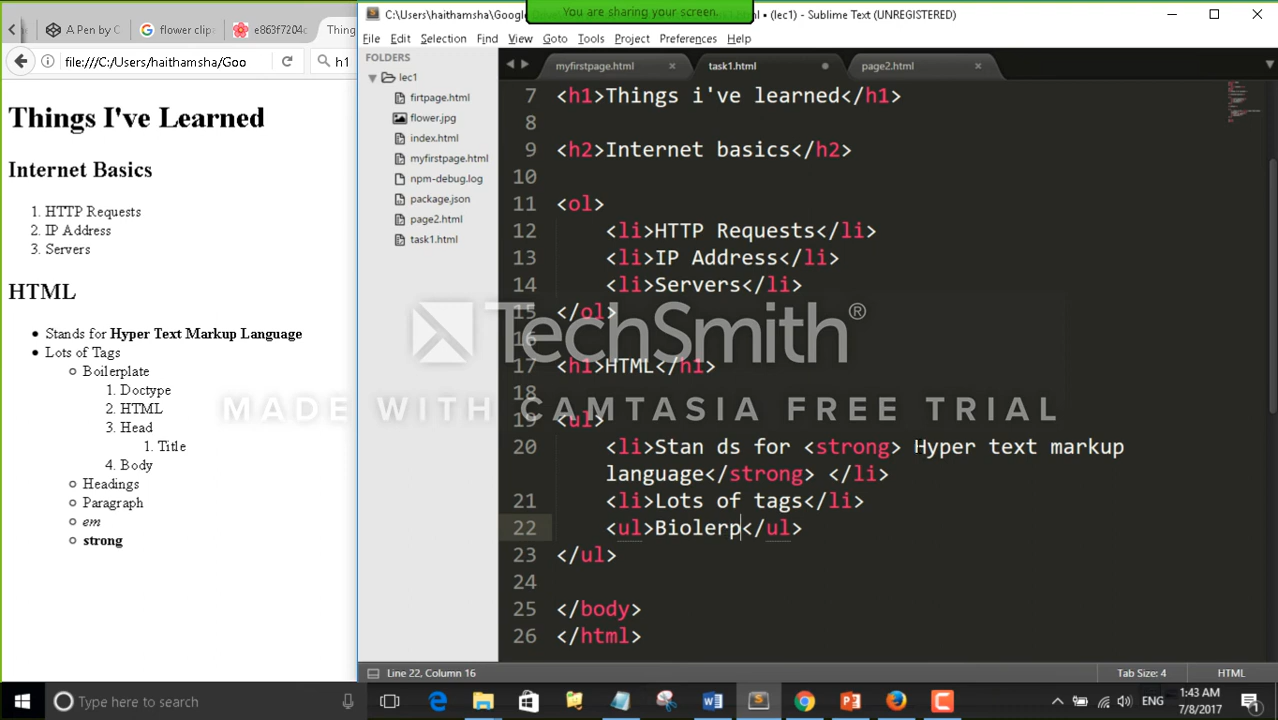 You are sharing your screen.
A Pen by C
flower clip
e863f7204c
Thing
file:///C:/Users/haithamsha/Goo
h1
Things I've Learned
Internet Basics
1. HTTP Requests
2. IP Address
3. Servers
HTML
• Stands for Hyper Text Markup Language
• Lots of Tags
○ Boilerplate
1. Doctype
2. HTML
3. Head
1. Title
4. Body
○ Headings
○ Paragraph
○ em
○ strong
C:\Users\haithamsha\Google
• (lec1) - Sublime Text (UNREGISTERED)
File Edit Selection Find View Goto Tools Project Preferences Help
FOLDERS
lec1
firtpage.html
flower.jpg
index.html
myfirstpage.html
npm-debug.log
package.json
page2.html
task1.html
myfirstpage.html × task1.html • page2.html ×
7 <h1>Things i've learned</h1>
8
9 <h2>Internet basics</h2>
10
11 <ol>
12 <li>HTTP Requests</li>
13 <li>IP Address</li>
14 <li>Servers</li>
15 </ol>
16
17 <h1>HTML</h1>
18
19 <ul>
20 <li>Stan ds for <strong> Hyper text markup
language</strong> </li>
21 <li>Lots of tags</li>
22 <ul>Biolerp</ul>
23 </ul>
24
25 </body>
26 </html>
TechSmith®
MADE WITH CAMTASIA FREE TRIAL
Line 22, Column 16
Tab Size: 4
HTML
Type here to search
ENG
1:43 AM
7/8/2017